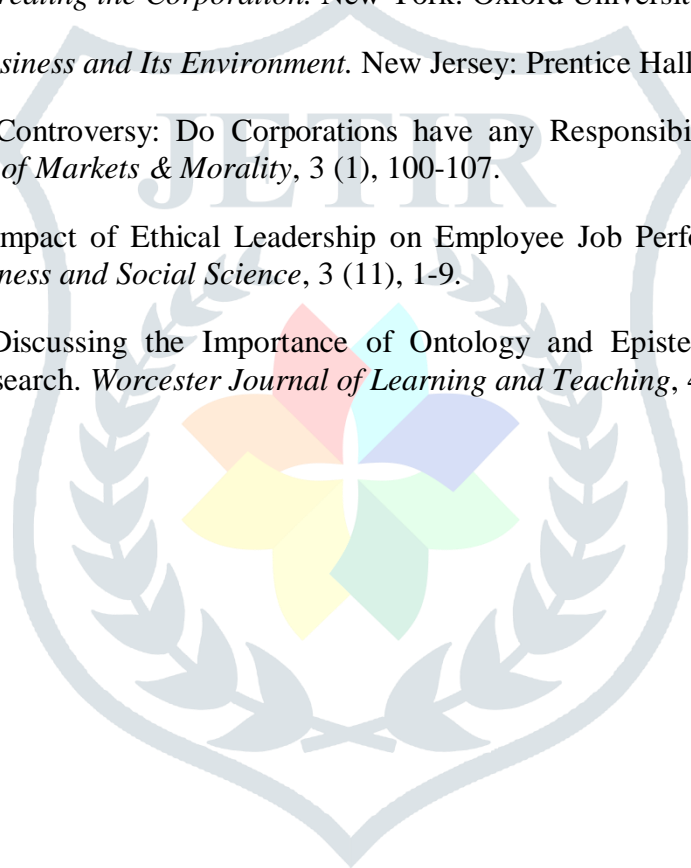 reating the Corporation. New York: Oxford Universit
siness and Its Environment. New Jersey: Prentice Hall
Controversy: Do Corporations have any Responsibi
of Markets & Morality, 3 (1), 100-107.
JETIR
mpact of Ethical Leadership on Employee Job Perfo
ness and Social Science, 3 (11), 1-9.
Discussing the Importance of Ontology and Episte
search. Worcester Journal of Learning and Teaching, 4